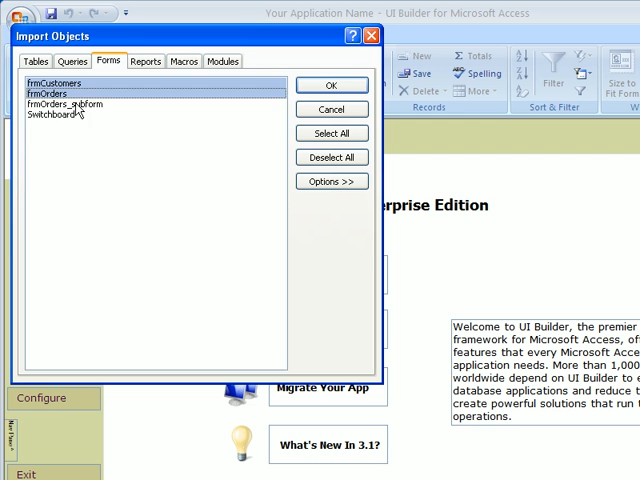 Your Application Name - UI Builder for Microsoft Access
Import Objects
Tables Queries Forms Reports Macros Modules
frmCustomers
frmOrders
frmOrders_subform
Switchboard
OK
Cancel
Select All
Deselect All
Options >>
New
Save
Delete
Totals
Spelling
More
Records
Filter
Sort & Filter
Size to
Fit Form
erprise Edition
Welcome to UI Builder, the premier
framework for Microsoft Access, of
features that every Microsoft Acce
application needs. More than 1,000
worldwide depend on UI Builder to
database applications and reduce t
create powerful solutions that run t
operations.
Migrate Your App
What's New In 3.1?
Configure
Exit